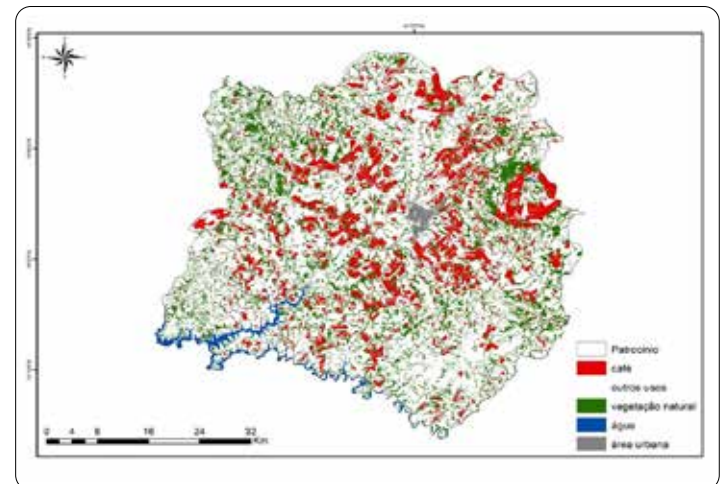 Patrocínio
café
outros usos
vegetação natural
água
área urbana
0 4 8 16 24 32
Km